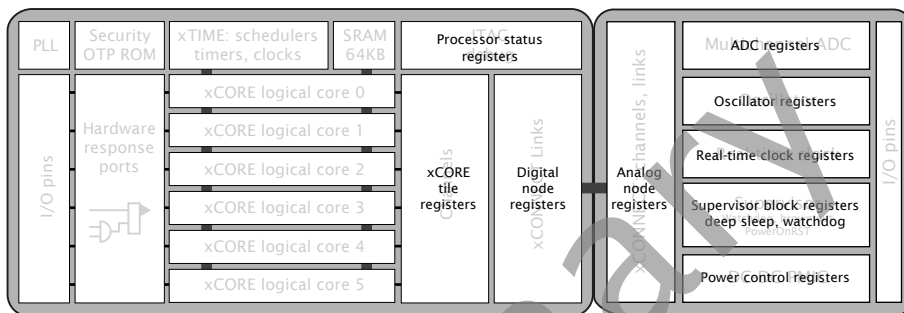 PLL
Security
OTP ROM
xTIME: schedulers
timers, clocks
SRAM
64KB
Processor status
registers
ADC registers
xCORE logical core 0
xCORE logical core 1
xCORE logical core 2
xCORE logical core 3
xCORE logical core 4
xCORE logical core 5
I/O pins
Hardware
response
ports
xCORE
tile
registers
Digital
node
registers
Analog
node
registers
Oscillator registers
Real-time clock registers
Supervisor block registers
deep sleep, watchdog
PowerOnRST
Power control registers
I/O pins